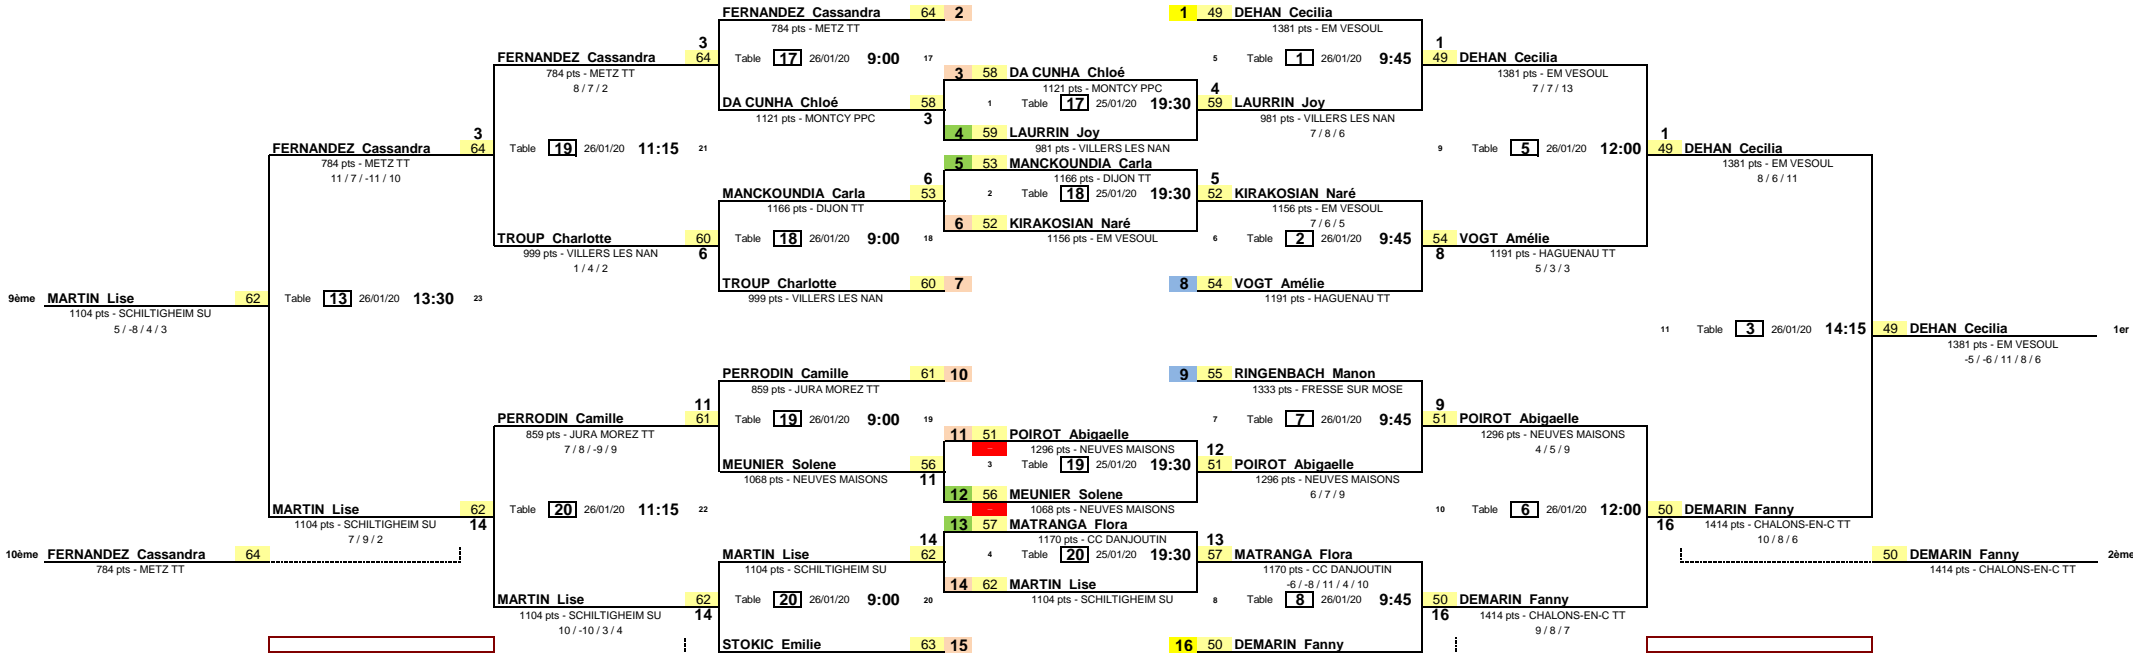 FERNANDEZ Cassandra 64 2 1 49 DEHAN Cecilia
784 pts - METZ TT 1381 pts - EM VESOUL
3 1
FERNANDEZ Cassandra 64 Table 17 26/01/20 9:00 17 5 Table 1 26/01/20 9:45 49 DEHAN Cecilia
784 pts - METZ TT 3 58 DA CUNHA Chloé 1381 pts - EM VESOUL
8 / 7 / 2 1121 pts - MONTCY PPC 4 7 / 7 / 13
DA CUNHA Chloé 58 1 Table 17 25/01/20 19:30 59 LAURRIN Joy
1121 pts - MONTCY PPC 3 981 pts - VILLERS LES NAN
3 4 59 LAURRIN Joy 7 / 8 / 6 1
FERNANDEZ Cassandra 64 Table 19 26/01/20 11:15 21 981 pts - VILLERS LES NAN 9 Table 5 26/01/20 12:00 49 DEHAN Cecilia
784 pts - METZ TT 5 53 MANCKOUNDIA Carla 1381 pts - EM VESOUL
11 / 7 / -11 / 10 6 1166 pts - DIJON TT 5 8 / 6 / 11
MANCKOUNDIA Carla 53 2 Table 18 25/01/20 19:30 52 KIRAKOSIAN Naré
1166 pts - DIJON TT 1156 pts - EM VESOUL
6 52 KIRAKOSIAN Naré 7 / 6 / 5
TROUP Charlotte 60 Table 18 26/01/20 9:00 18 1156 pts - EM VESOUL 6 Table 2 26/01/20 9:45 54 VOGT Amélie
999 pts - VILLERS LES NAN 6 8 1191 pts - HAGUENAU TT
1 / 4 / 2 5 / 3 / 3
TROUP Charlotte 60 7 8 54 VOGT Amélie
9ème MARTIN Lise 62 Table 13 26/01/20 13:30 23 999 pts - VILLERS LES NAN 1191 pts - HAGUENAU TT
1104 pts - SCHILTIGHEIM SU
5 / -8 / 4 / 3 11 Table 3 26/01/20 14:15 49 DEHAN Cecilia 1er
1381 pts - EM VESOUL
-5 / -6 / 11 / 8 / 6
PERRODIN Camille 61 10 9 55 RINGENBACH Manon
859 pts - JURA MOREZ TT 1333 pts - FRESSE SUR MOSE
11 9
PERRODIN Camille 61 Table 19 26/01/20 9:00 19 7 Table 7 26/01/20 9:45 51 POIROT Abigaelle
859 pts - JURA MOREZ TT 11 51 POIROT Abigaelle 1296 pts - NEUVES MAISONS
7 / 8 / -9 / 9 1296 pts - NEUVES MAISONS 12 4 / 5 / 9
MEUNIER Solene 56 3 Table 19 25/01/20 19:30 51 POIROT Abigaelle
1068 pts - NEUVES MAISONS 11 1296 pts - NEUVES MAISONS
12 56 MEUNIER Solene 6 / 7 / 9
MARTIN Lise 62 Table 20 26/01/20 11:15 22 1068 pts - NEUVES MAISONS 10 Table 6 26/01/20 12:00 50 DEMARIN Fanny
1104 pts - SCHILTIGHEIM SU 14 13 57 MATRANGA Flora 16 1414 pts - CHALONS-EN-C TT
7 / 9 / 2 14 1170 pts - CC DANJOUTIN 13 10 / 8 / 6
10ème FERNANDEZ Cassandra 64 MARTIN Lise 62 4 Table 20 25/01/20 19:30 57 MATRANGA Flora 50 DEMARIN Fanny 2ème
784 pts - METZ TT 1104 pts - SCHILTIGHEIM SU 1170 pts - CC DANJOUTIN 1414 pts - CHALONS-EN-C TT
14 62 MARTIN Lise -6 / -8 / 11 / 4 / 10
MARTIN Lise 62 Table 20 26/01/20 9:00 20 1104 pts - SCHILTIGHEIM SU 8 Table 8 26/01/20 9:45 50 DEMARIN Fanny
1104 pts - SCHILTIGHEIM SU 14 16 1414 pts - CHALONS-EN-C TT
10 / -10 / 3 / 4 9 / 8 / 7
STOKIC Emilie 63 15 16 50 DEMARIN Fanny